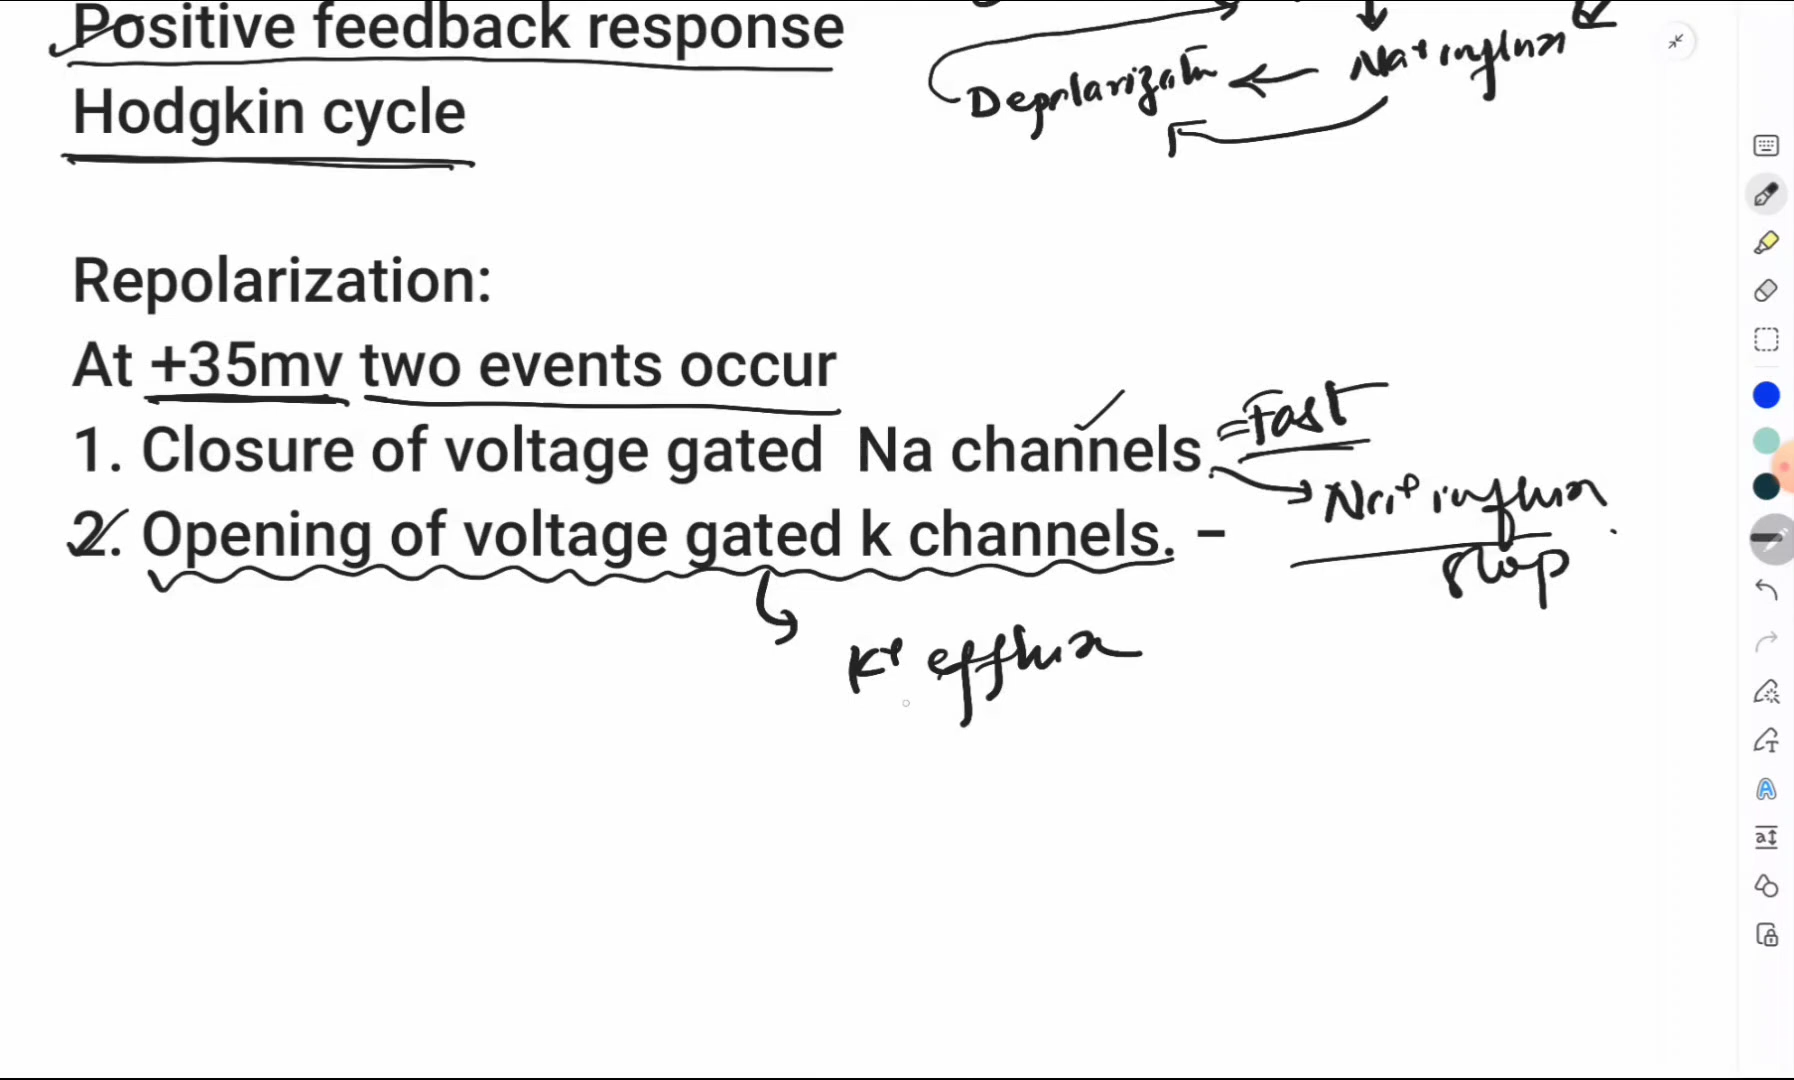 Positive feedback response
Na+ influx
Depolarizatn
Hodgkin cycle
Repolarization:
At +35mv two events occur
1. Closure of voltage gated  Na channels. = Fast
Na+ influx
2. Opening of voltage gated k channels. –
stop
K+ efflux